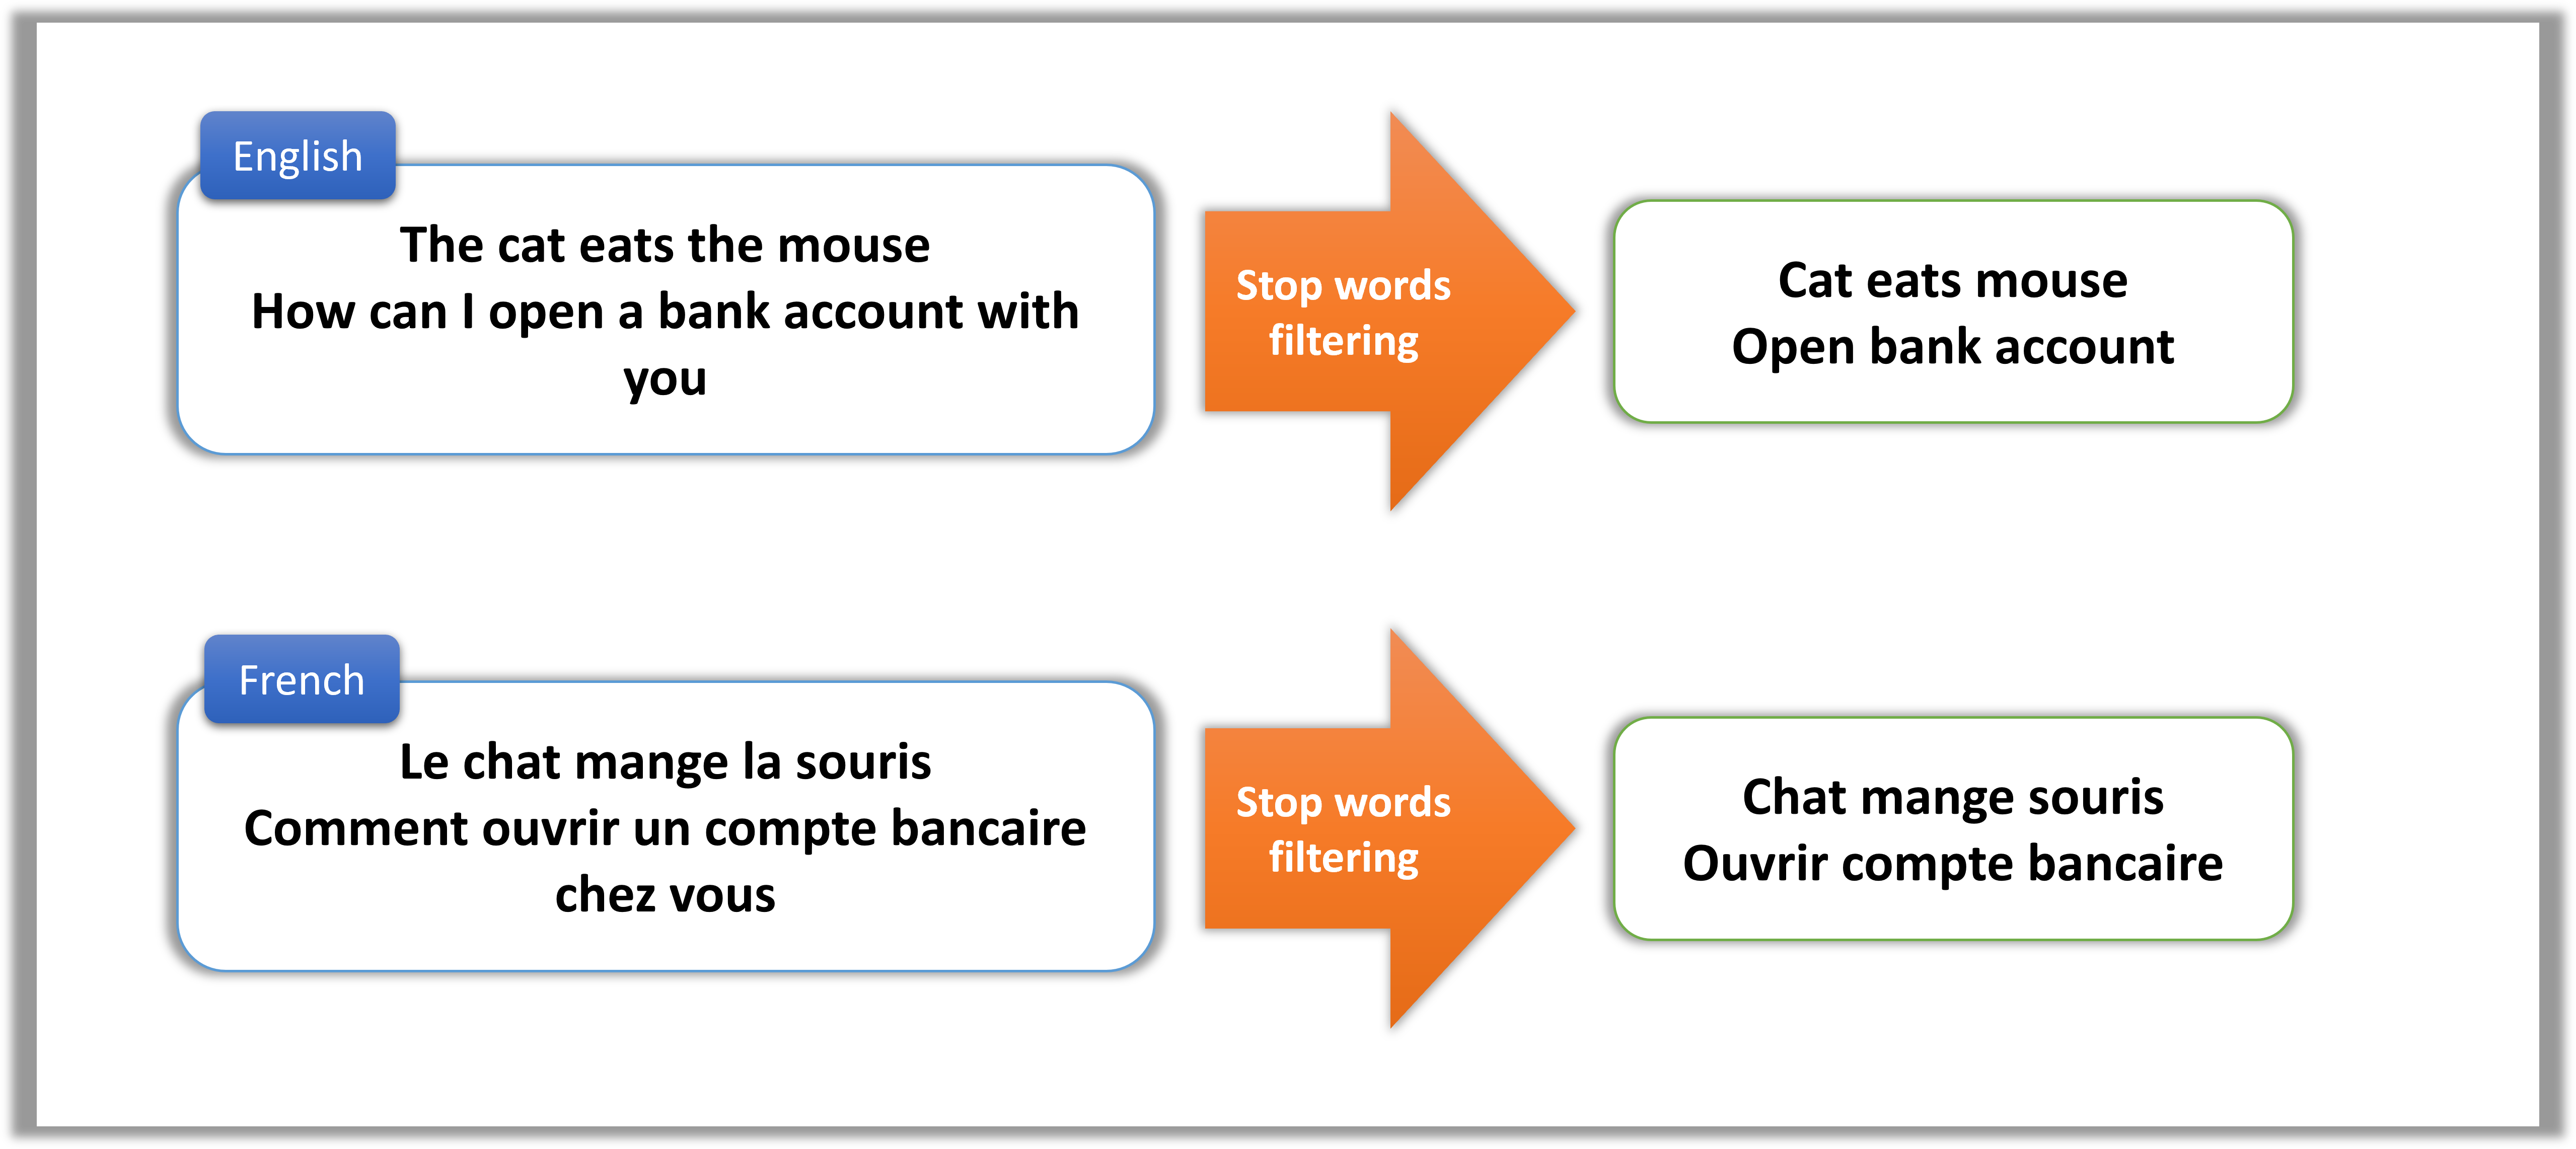 English
The cat eats the mouse
How can I open a bank account with
you
Stop words
filtering
Cat eats mouse
Open bank account
French
Le chat mange la souris
Comment ouvrir un compte bancaire
chez vous
Stop words
filtering
Chat mange souris
Ouvrir compte bancaire